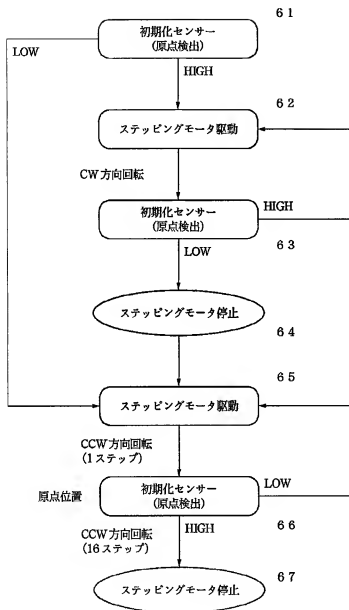 61
初期化センサー
(原点検出)
LOW
HIGH
62
ステッピングモータ駆動
CW方向回転
初期化センサー
(原点検出)
HIGH
63
LOW
ステッピングモータ停止
64
65
ステッピングモータ駆動
CCW方向回転
(1ステップ)
原点位置
初期化センサー
(原点検出)
LOW
66
CCW方向回転
(16ステップ)
HIGH
67
ステッピングモータ停止